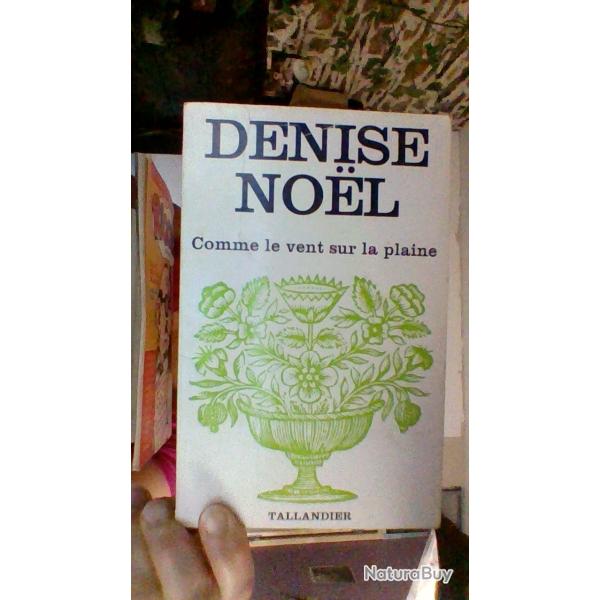 DENISE
NOËL
Comme le vent sur la plaine
TALLANDIER
NaturaBuy